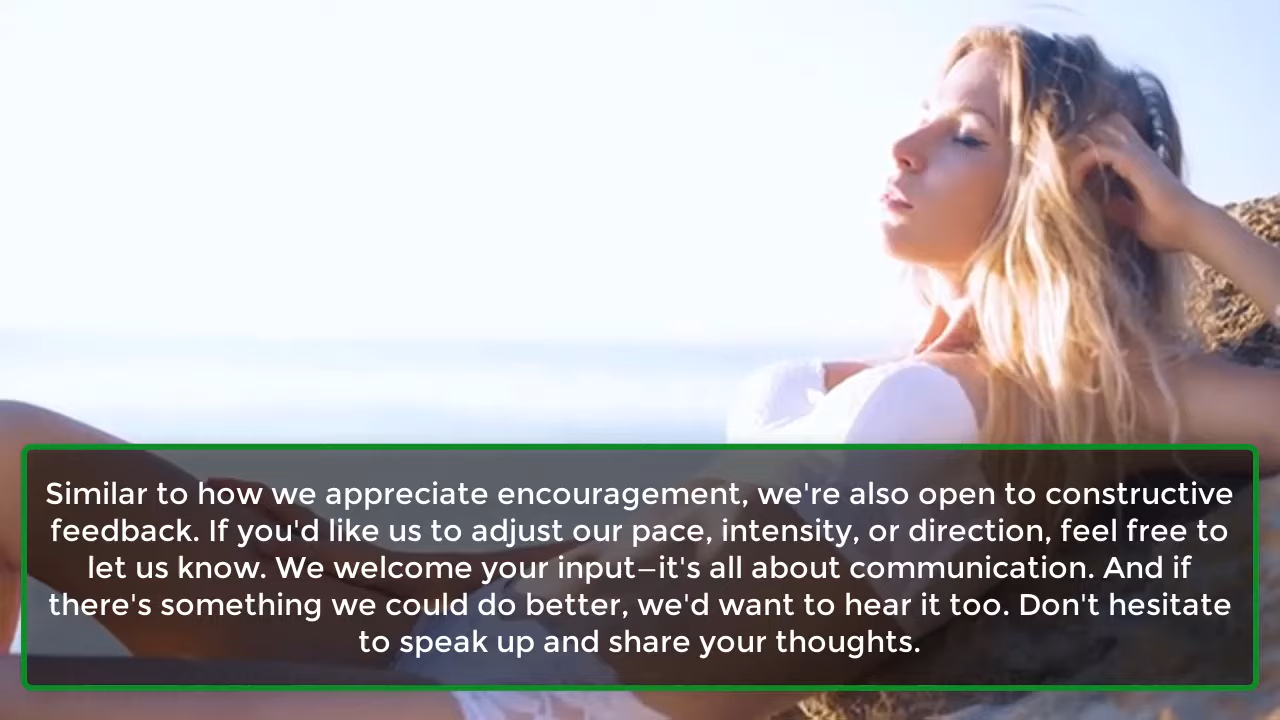 Similar to how we appreciate encouragement, we're also open to constructive
feedback. If you'd like us to adjust our pace, intensity, or direction, feel free to
let us know. We welcome your input—it's all about communication. And if
there's something we could do better, we'd want to hear it too. Don't hesitate
to speak up and share your thoughts.